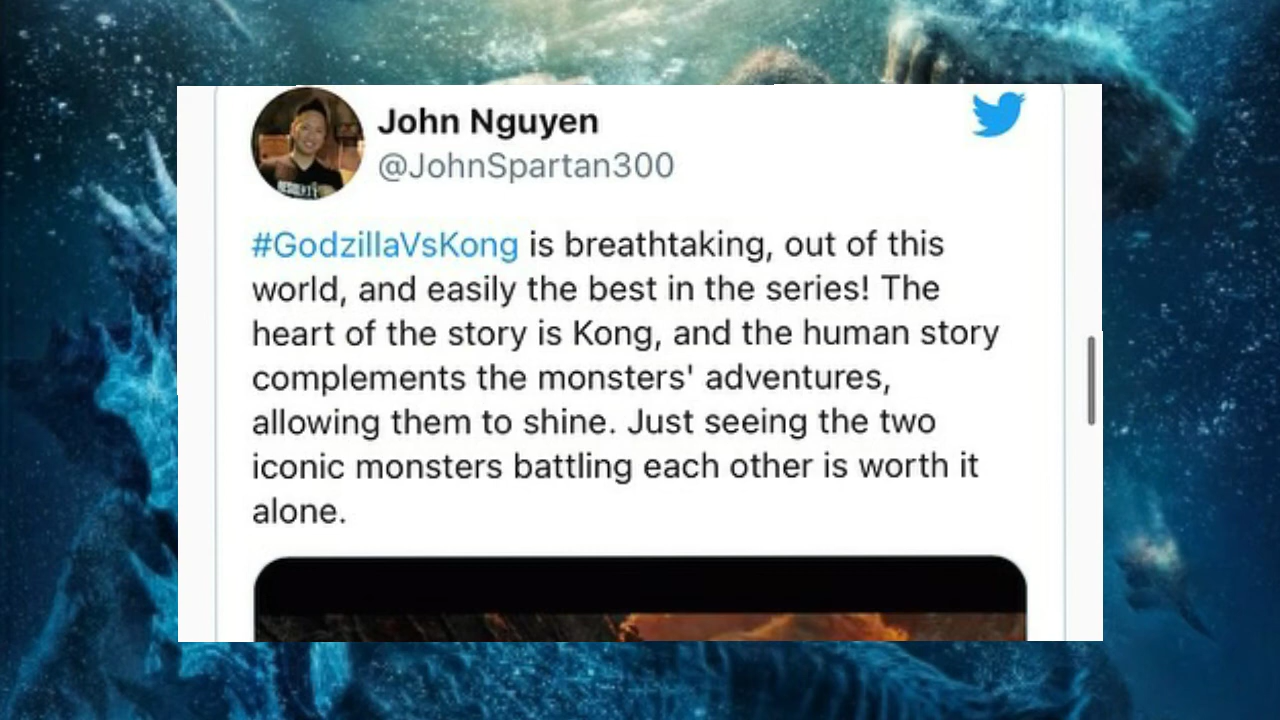 John Nguyen
@JohnSpartan300
#GodzillaVsKong is breathtaking, out of this
world, and easily the best in the series! The
heart of the story is Kong, and the human story
complements the monsters' adventures,
allowing them to shine. Just seeing the two
iconic monsters battling each other is worth it
alone.